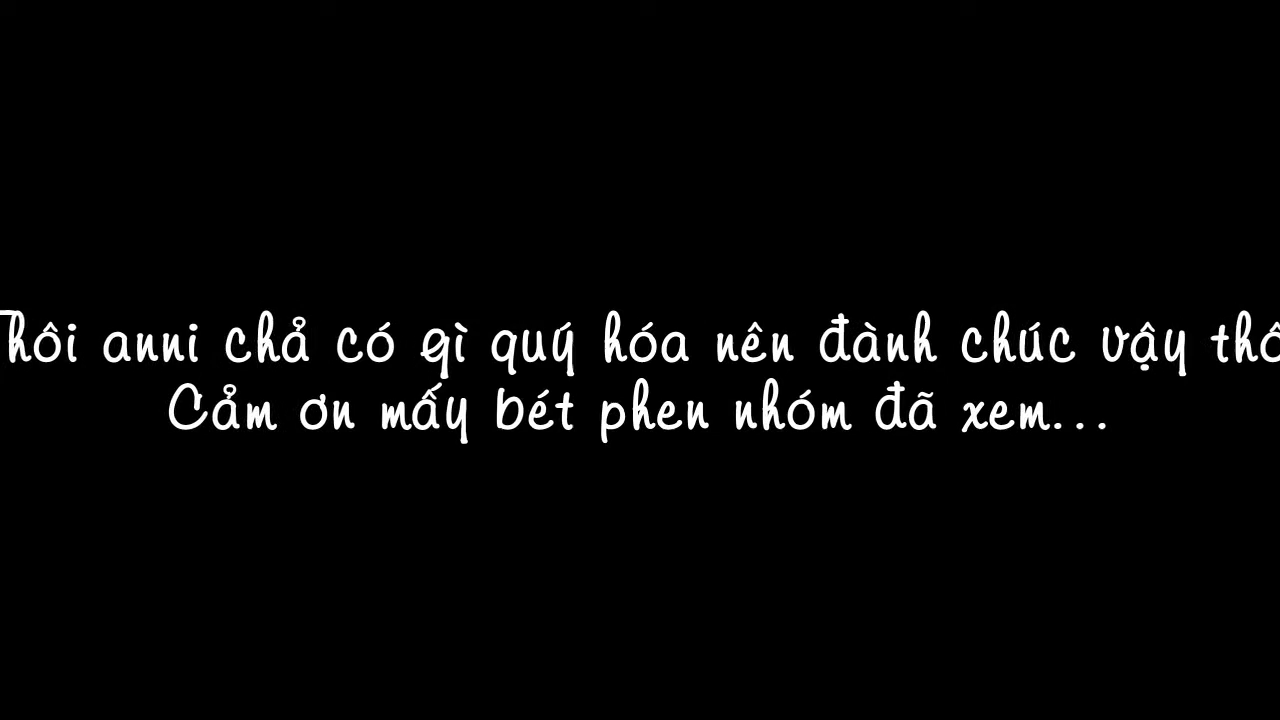 Thôi anni chả có gì quý hóa nên đành chúc vậy thô
Cảm ơn mấy bét phen nhóm đã xem...